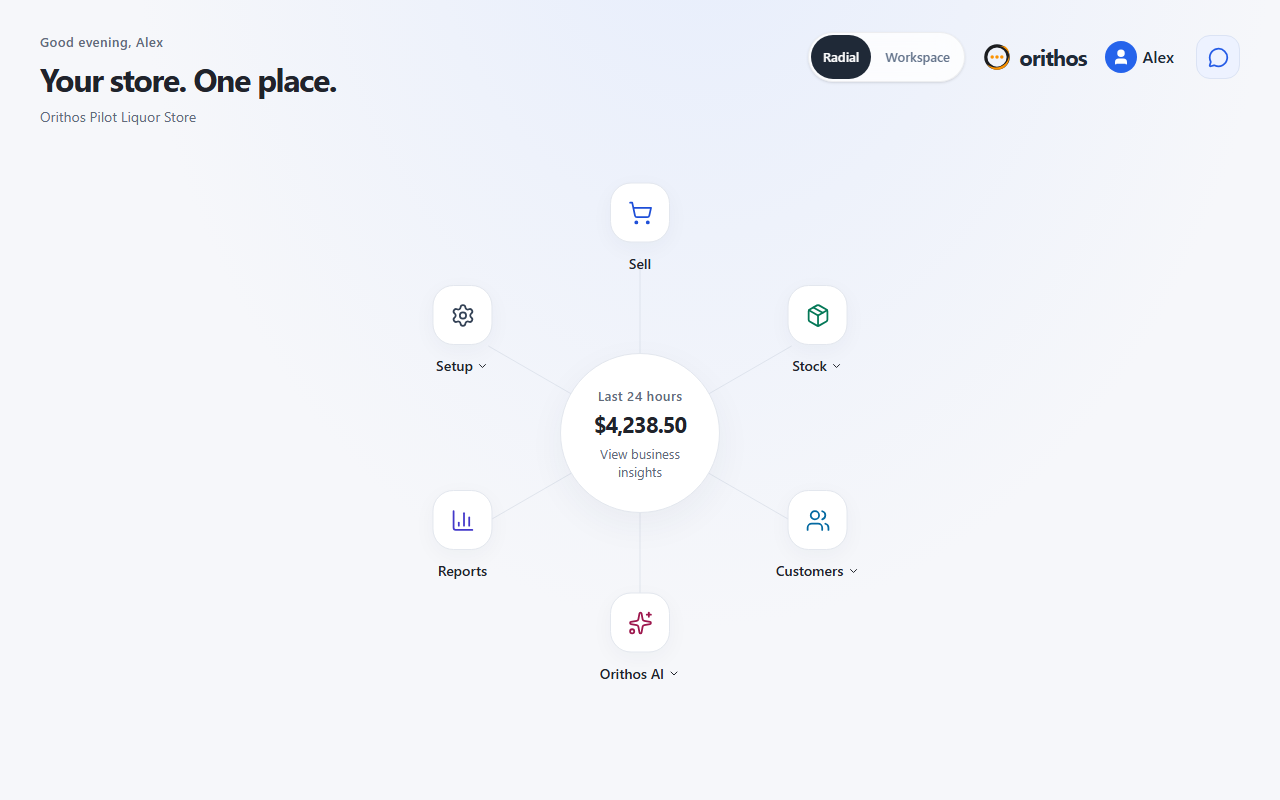 Good evening, Alex
Your store. One place.
Orithos Pilot Liquor Store
Radial
Workspace
orithos
Alex
Sell
Setup
Stock
Last 24 hours
$4,238.50
View business
insights
Reports
Customers
Orithos AI